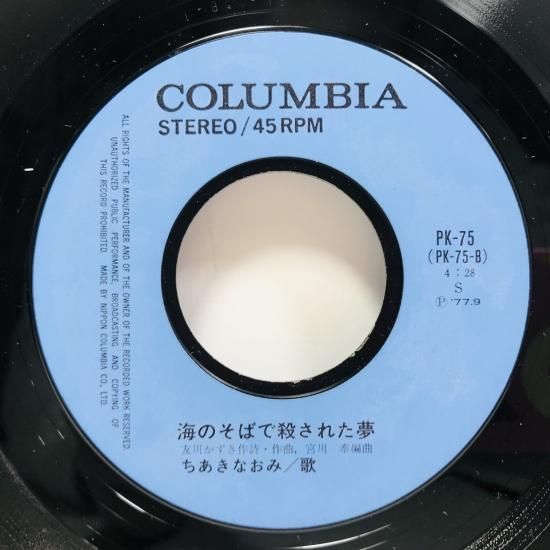 COLUMBIA
STEREO/45RPM
ALL RIGHTS OF THE MANUFACTURER AND OF THE OWNER OF THE RECORDED WORK RESERVED.
UNAUTHORIZED PUBLIC PERFORMANCE, BROADCASTING AND COPYING OF
THIS RECORD PROHIBITED. MADE BY NIPPON COLUMBIA CO., LTD.
PK-75
(PK-75-B)
4:28
S
Ⓟ '77.9
海のそばで殺された夢
友川かずき作詩・作曲, 宮川 泰編曲
ちあきなおみ/歌